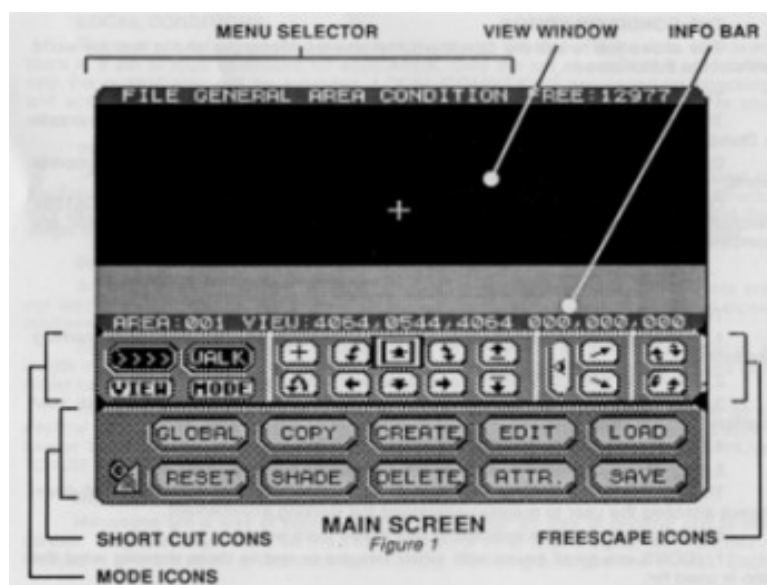 MENU SELECTOR
VIEW WINDOW
INFO BAR
FILE GENERAL AREA CONDITION FREE:12977
AREA:001 VIEW:4064,0544,4064 000,000,000
>>>> WALK
VIEW MODE
GLOBAL COPY CREATE EDIT LOAD
RESET SHADE DELETE ATTR. SAVE
MAIN SCREEN
Figure 1
SHORT CUT ICONS
FREESCAPE ICONS
MODE ICONS